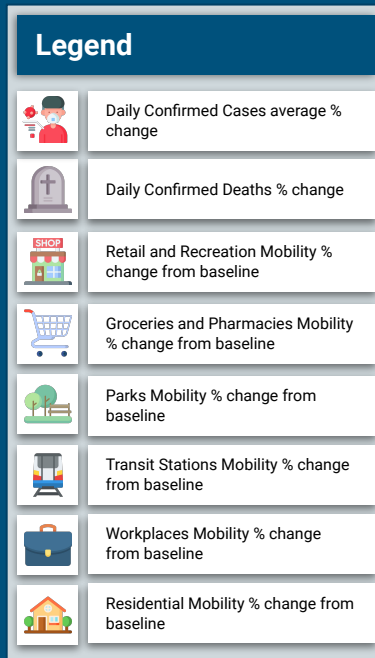 Legend
Daily Confirmed Cases average %
change
Daily Confirmed Deaths % change
SHOP
Retail and Recreation Mobility %
change from baseline
Groceries and Pharmacies Mobility
% change from baseline
Parks Mobility % change from
baseline
Transit Stations Mobility % change
from baseline
Workplaces Mobility % change
from baseline
Residential Mobility % change from
baseline